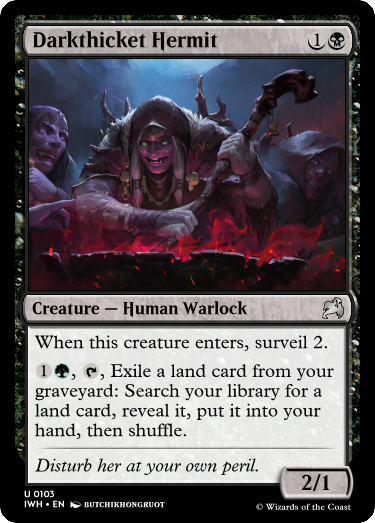 Darkthicket Hermit 1
Creature — Human Warlock
When this creature enters, surveil 2.
1, , Exile a land card from your
graveyard: Search your library for a
land card, reveal it, put it into your
hand, then shuffle.
Disturb her at your own peril.
2/1
U 0103
IWH • EN BUTCHIKHONGRUOT
© Wizards of the Coast